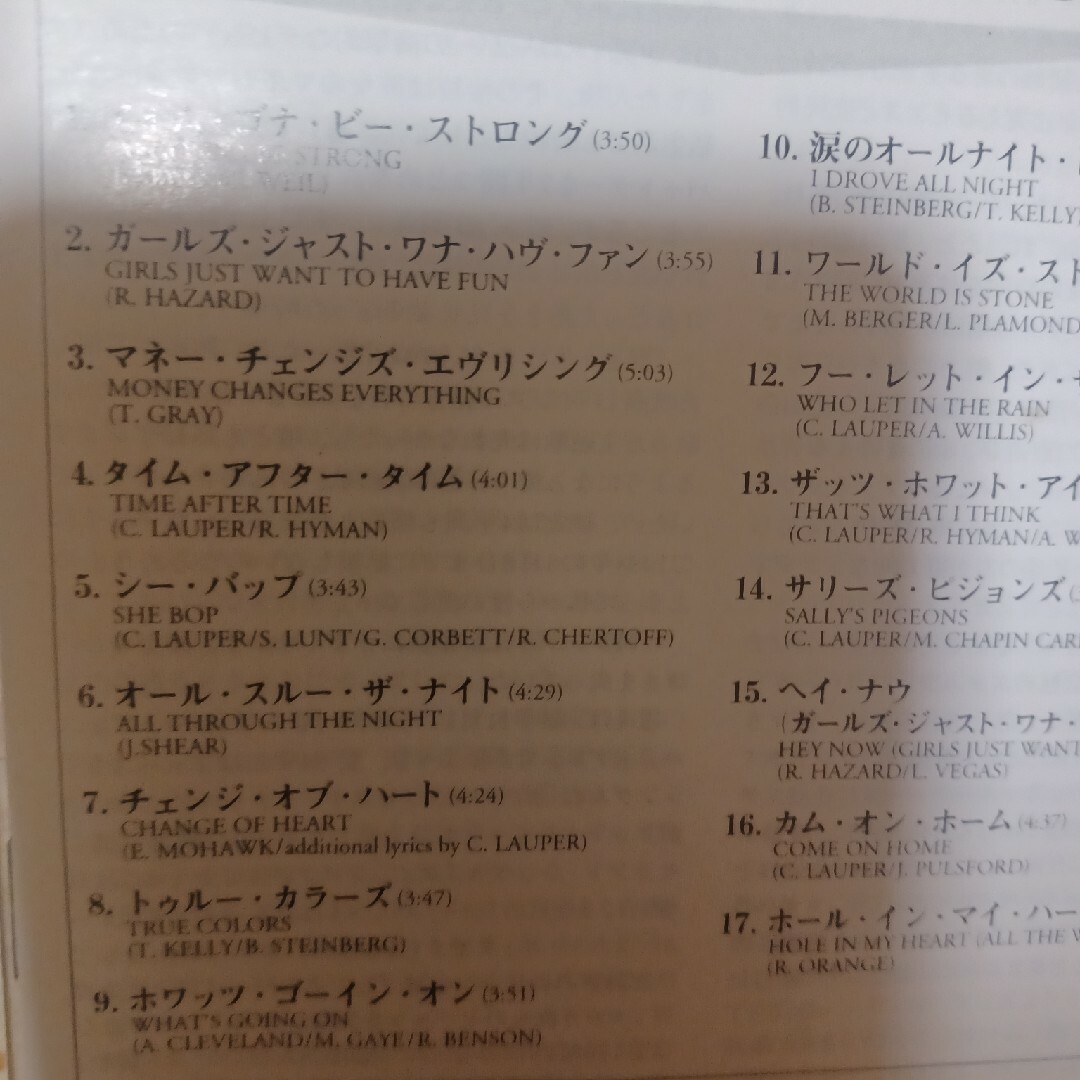 ゴナ・ビー・ストロング (3:50)
STRONG
WEIL)
2. ガールズ・ジャスト・ワナ・ハヴ・ファン (3:55)
GIRLS JUST WANT TO HAVE FUN
(R. HAZARD)
3. マネー・チェンジズ・エヴリシング (5:03)
MONEY CHANGES EVERYTHING
(T. GRAY)
4. タイム・アフター・タイム (4:01)
TIME AFTER TIME
(C. LAUPER/R. HYMAN)
5. シー・バップ (3:43)
SHE BOP
(C. LAUPER/S. LUNT/G. CORBETT/R. CHERTOFF)
6. オール・スルー・ザ・ナイト (4:29)
ALL THROUGH THE NIGHT
(J.SHEAR)
7. チェンジ・オブ・ハート (4:24)
CHANGE OF HEART
(E. MOHAWK/additional lyrics by C. LAUPER)
8. トゥルー・カラーズ (3:47)
TRUE COLORS
(T. KELLY/B. STEINBERG)
9. ホワッツ・ゴーイン・オン (3:51)
WHAT'S GOING ON
(A. CLEVELAND/M. GAYE/R. BENSON)
10. 涙のオールナイト・
I DROVE ALL NIGHT
(B. STEINBERG/T. KELLY)
11. ワールド・イズ・スト
THE WORLD IS STONE
(M. BERGER/L. PLAMOND
12. フー・レット・イン・
WHO LET IN THE RAIN
(C. LAUPER/A. WILLIS)
13. ザッツ・ホワット・アイ
THAT'S WHAT I THINK
(C. LAUPER/R. HYMAN/A. W
14. サリーズ・ピジョンズ
SALLY'S PIGEONS
(C. LAUPER/M. CHAPIN CAR
15. ヘイ・ナウ
(ガールズ・ジャスト・ワナ・
HEY NOW (GIRLS JUST WANT
(R. HAZARD/L. VEGAS)
16. カム・オン・ホーム (4:37)
COME ON HOME
(C. LAUPER/J. PULSFORD)
17. ホール・イン・マイ・ハー
HOLE IN MY HEART (ALL THE W
(R. ORANGE)